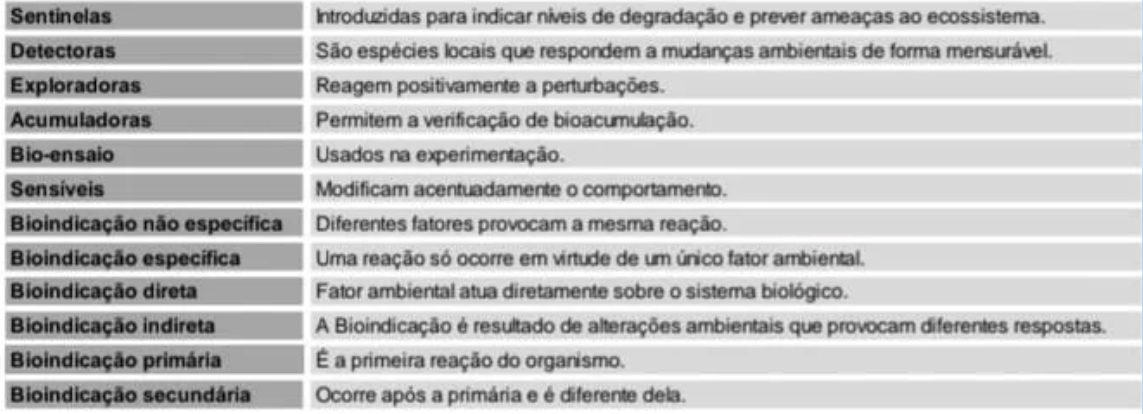 Sentinelas Introduzidas para indicar níveis de degradação e prever ameaças ao ecossistema.
Detectoras São espécies locais que respondem a mudanças ambientais de forma mensurável.
Exploradoras Reagem positivamente a perturbações.
Acumuladoras Permitem a verificação de bioacumulação.
Bio-ensaio Usados na experimentação.
Sensíveis Modificam acentuadamente o comportamento.
Bioindicação não específica Diferentes fatores provocam a mesma reação.
Bioindicação específica Uma reação só ocorre em virtude de um único fator ambiental.
Bioindicação direta Fator ambiental atua diretamente sobre o sistema biológico.
Bioindicação indireta A Bioindicação é resultado de alterações ambientais que provocam diferentes respostas.
Bioindicação primária É a primeira reação do organismo.
Bioindicação secundária Ocorre após a primária e é diferente dela.